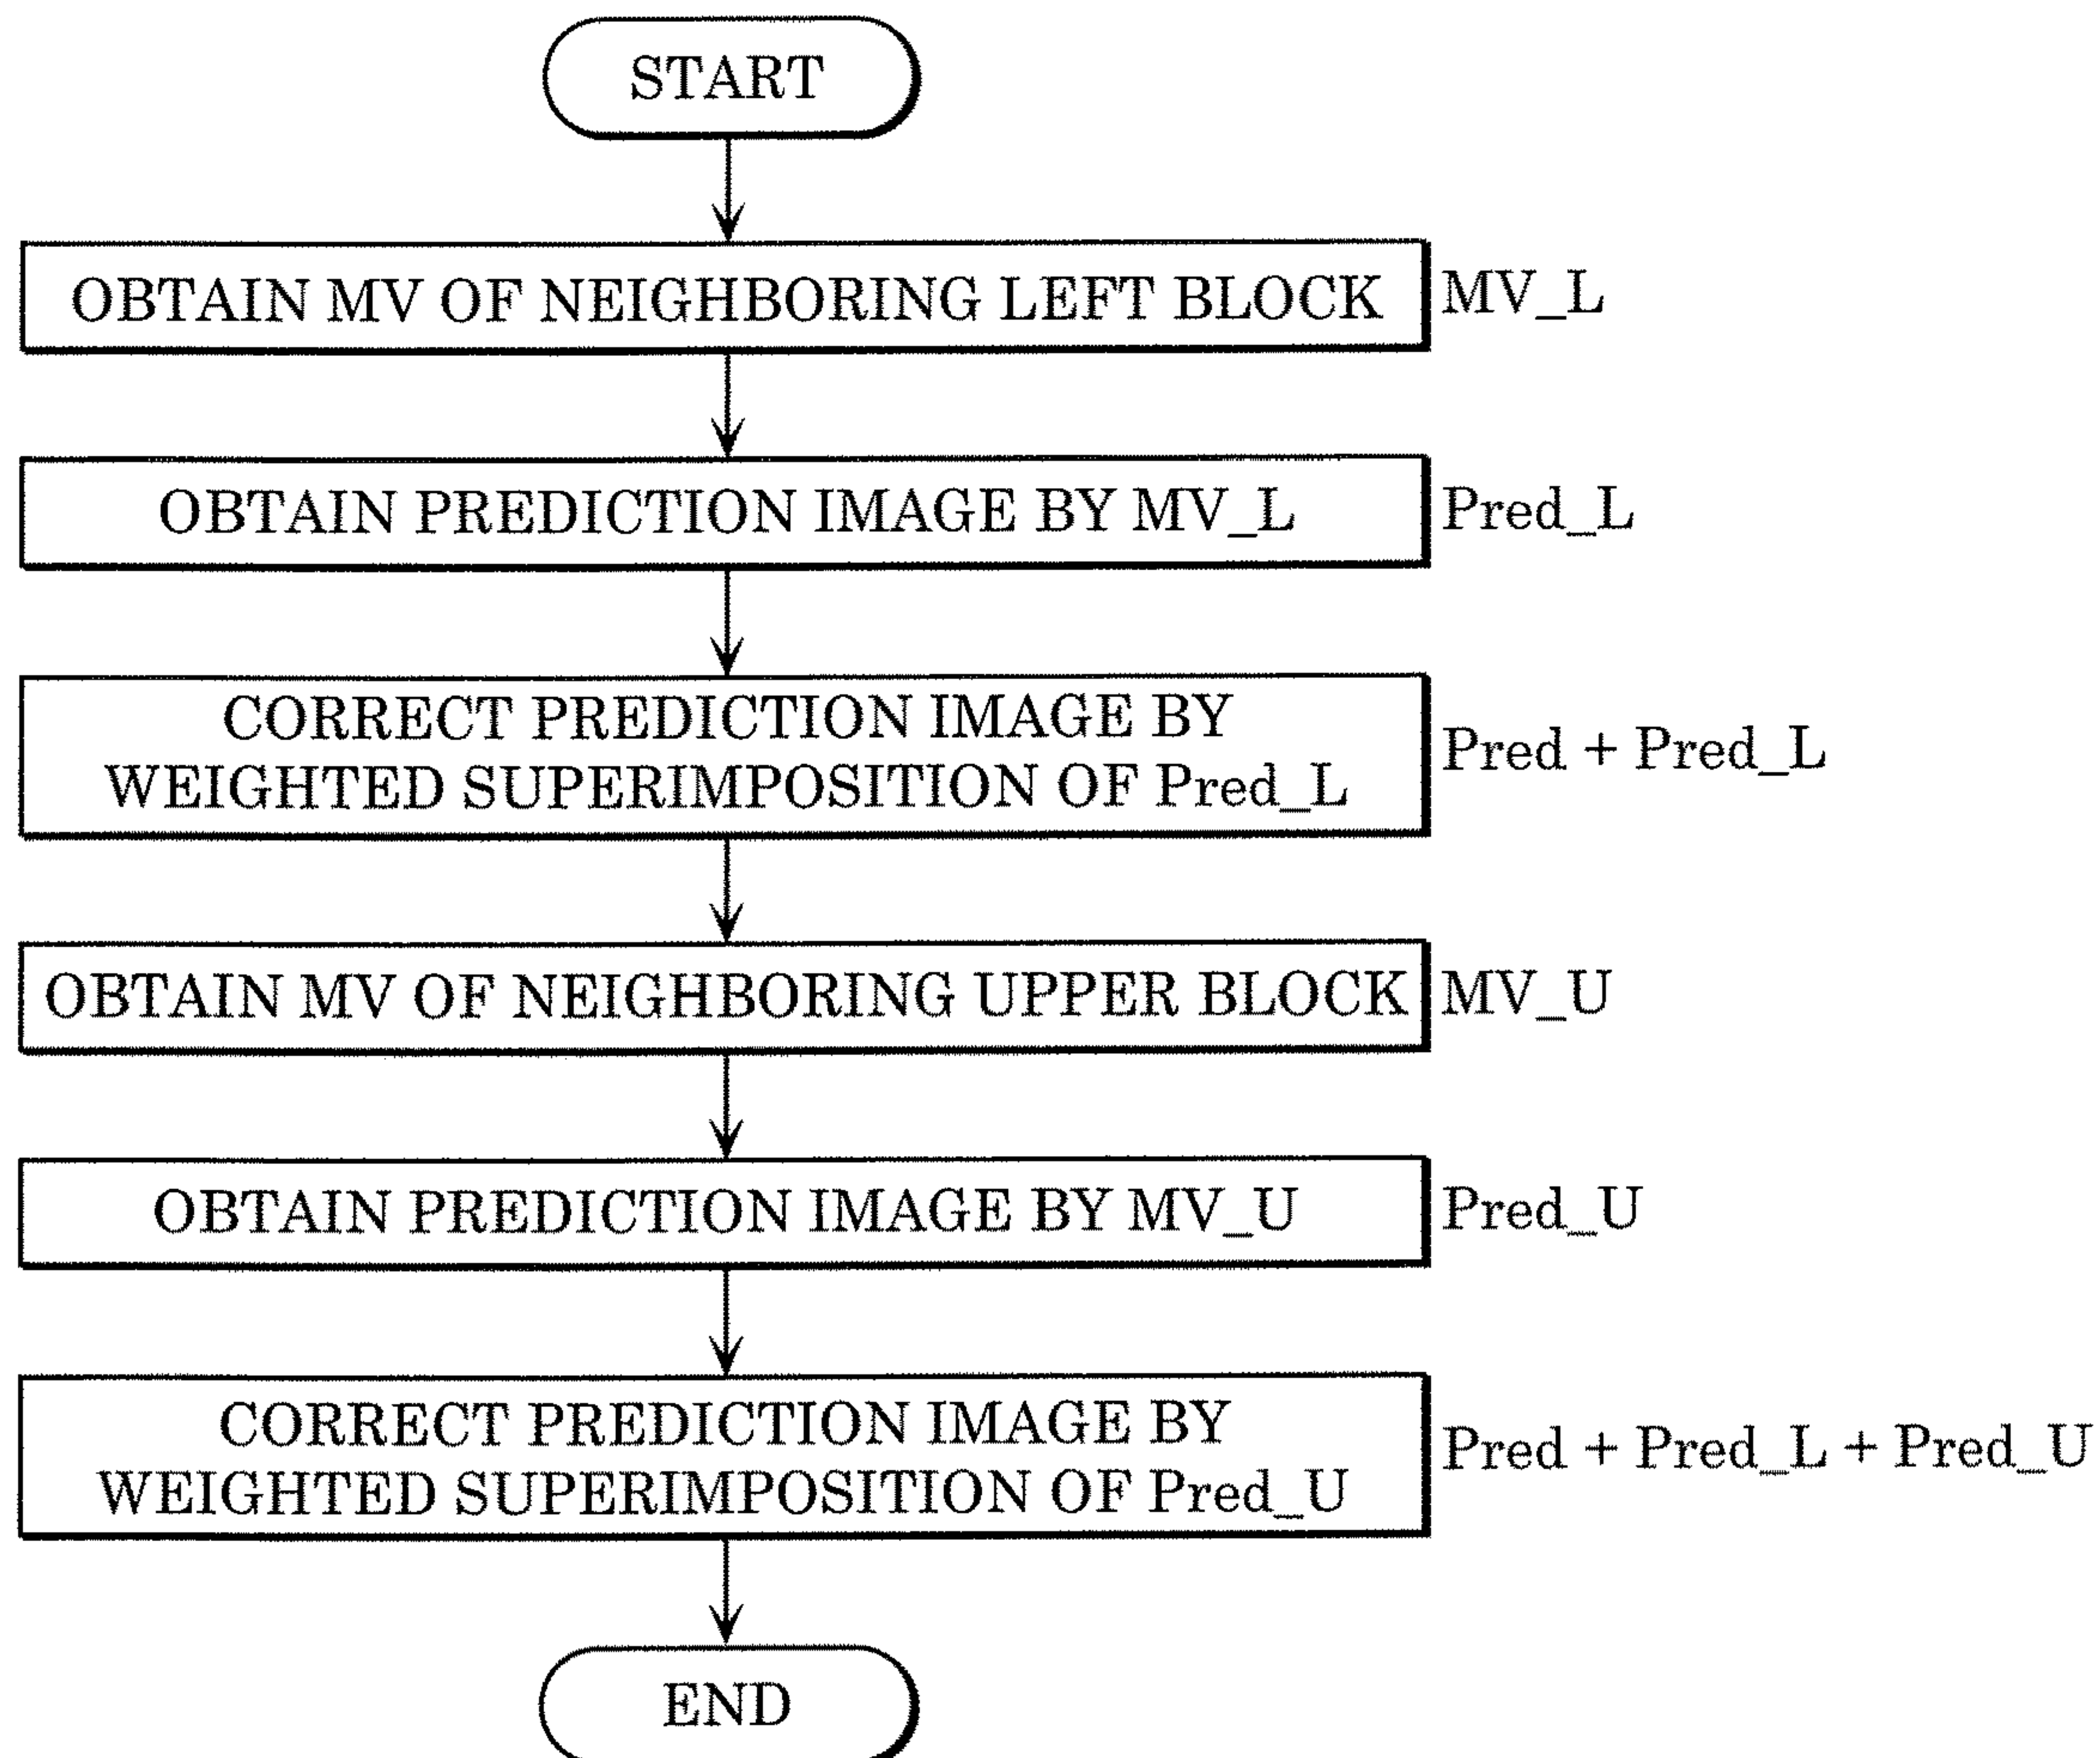 START
OBTAIN MV OF NEIGHBORING LEFT BLOCK
MV_L
OBTAIN PREDICTION IMAGE BY MV_L
Pred_L
CORRECT PREDICTION IMAGE BY
WEIGHTED SUPERIMPOSITION OF Pred_L
Pred + Pred_L
OBTAIN MV OF NEIGHBORING UPPER BLOCK
MV_U
OBTAIN PREDICTION IMAGE BY MV_U
Pred_U
CORRECT PREDICTION IMAGE BY
WEIGHTED SUPERIMPOSITION OF Pred_U
Pred + Pred_L + Pred_U
END